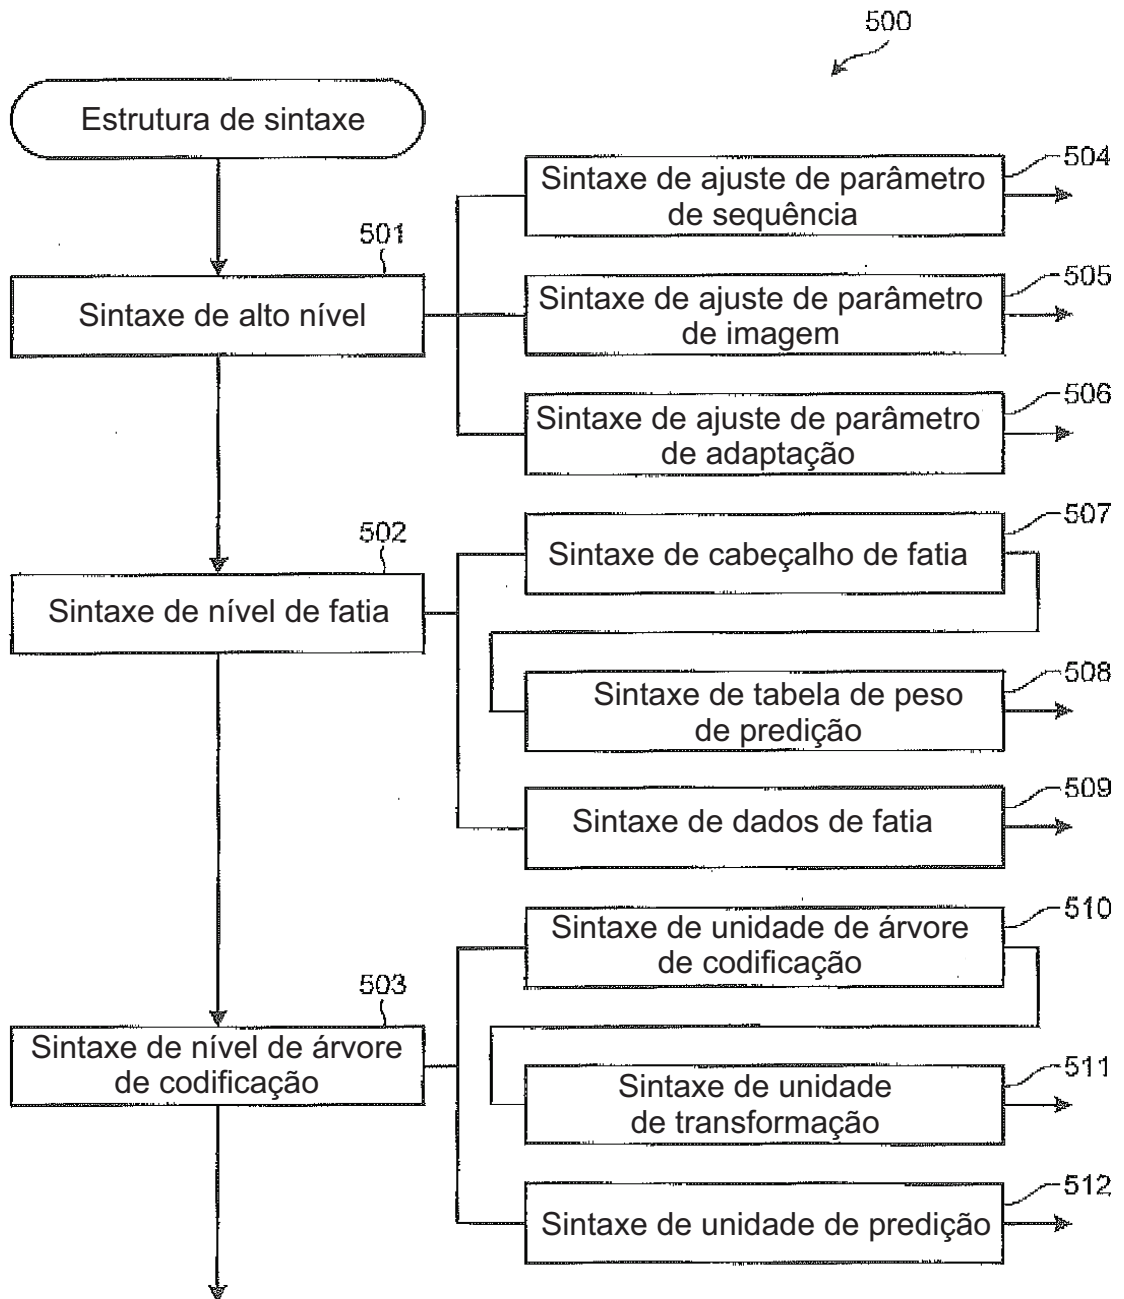 500
Estrutura de sintaxe
501
Sintaxe de alto nível
504
Sintaxe de ajuste de parâmetro
de sequência
505
Sintaxe de ajuste de parâmetro
de imagem
506
Sintaxe de ajuste de parâmetro
de adaptação
502
Sintaxe de nível de fatia
507
Sintaxe de cabeçalho de fatia
508
Sintaxe de tabela de peso
de predição
509
Sintaxe de dados de fatia
503
Sintaxe de nível de árvore
de codificação
510
Sintaxe de unidade de árvore
de codificação
511
Sintaxe de unidade
de transformação
512
Sintaxe de unidade de predição